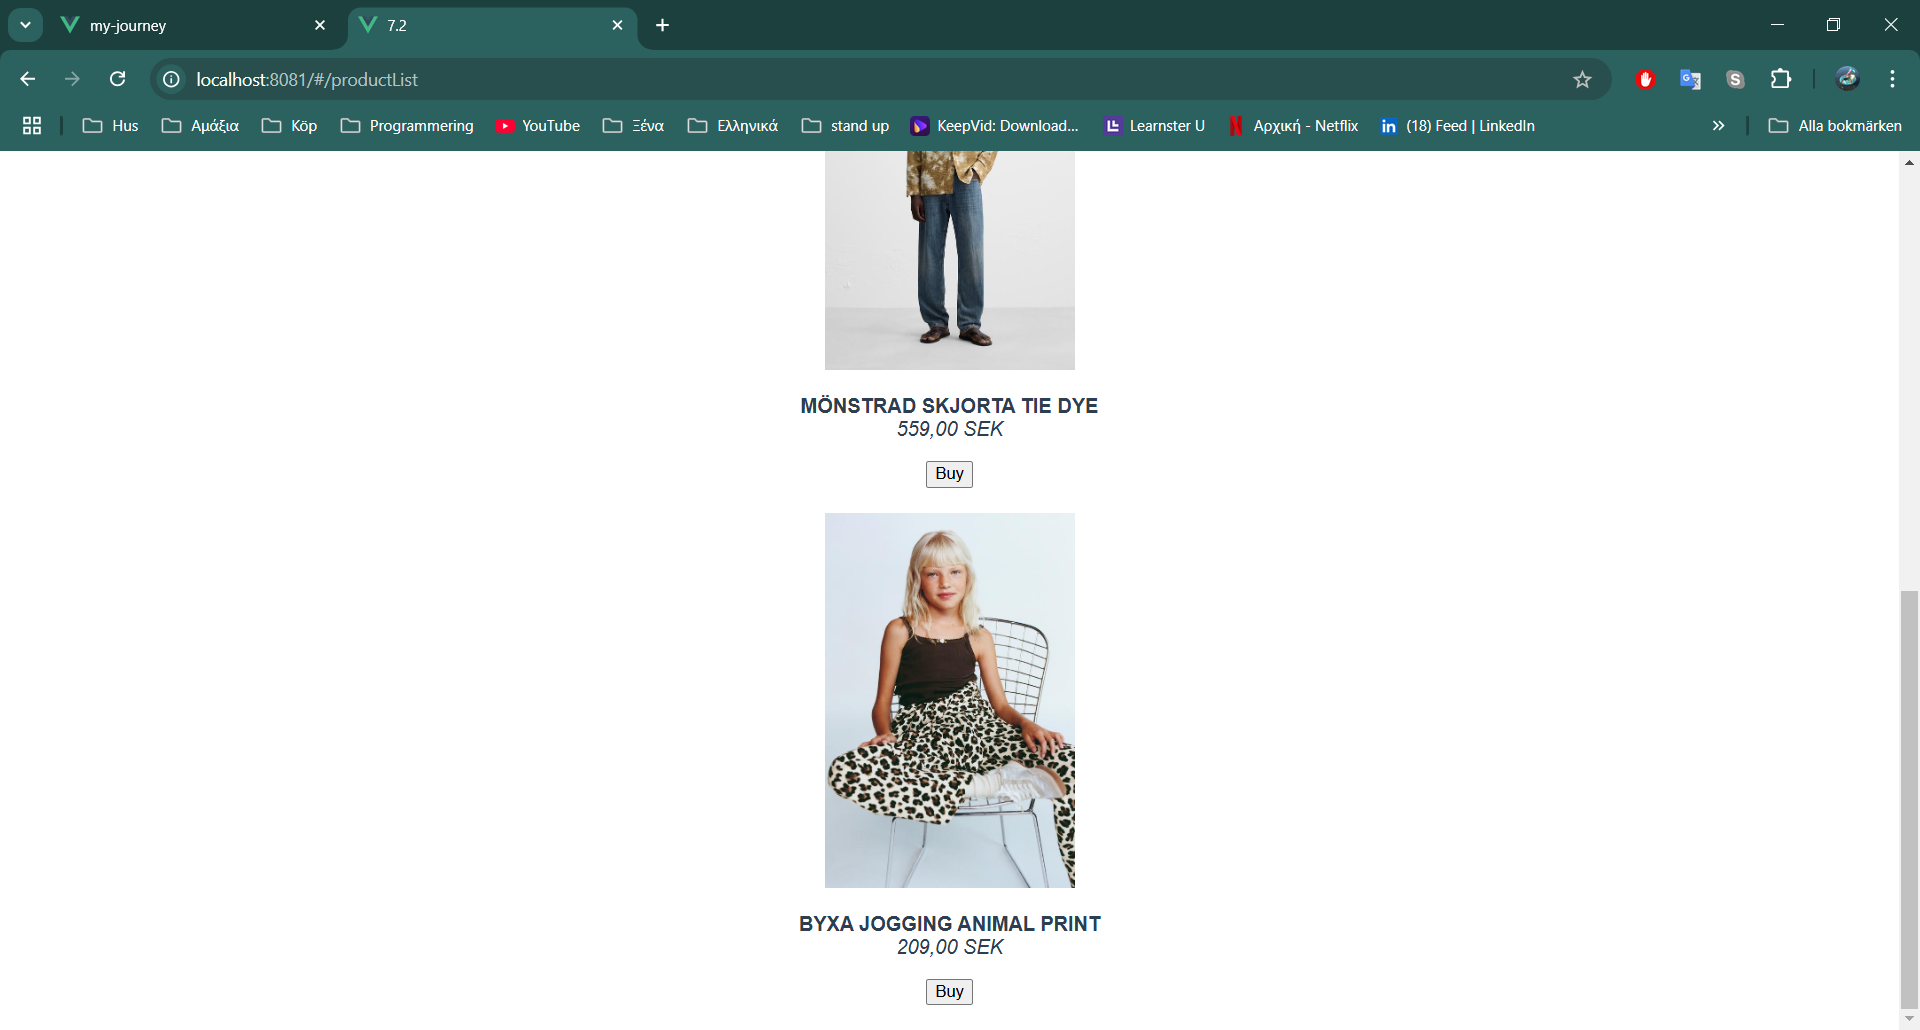 my-journey
7.2
localhost:8081/#/productList
Hus
Αμάξια
Köp
Programmering
YouTube
Ξένα
Ελληνικά
stand up
KeepVid: Download...
Learnster U
Αρχική - Netflix
(18) Feed | LinkedIn
Alla bokmärken
MÖNSTRAD SKJORTA TIE DYE
559,00 SEK
Buy
BYXA JOGGING ANIMAL PRINT
209,00 SEK
Buy